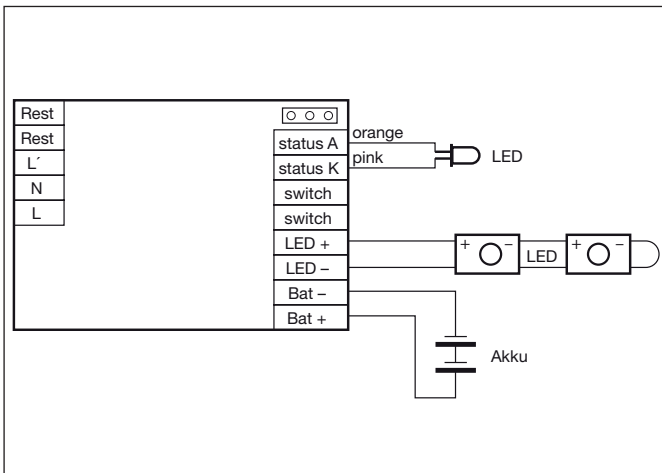 Rest
Rest
L´
N
L
status A
status K
switch
switch
LED +
LED –
Bat –
Bat +
orange
pink
LED
+ –
LED
+ –
Akku